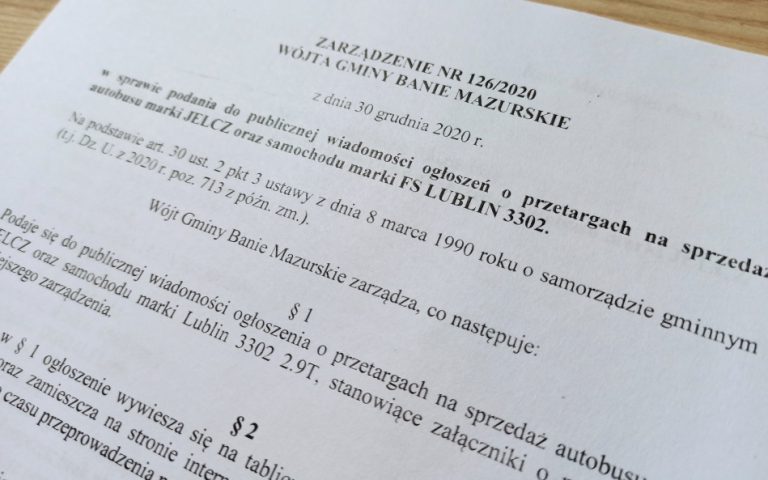 ZARZĄDZENIE NR 126/2020
WÓJTA GMINY BANIE MAZURSKIE
z dnia 30 grudnia 2020 r.
w sprawie podania do publicznej wiadomości ogłoszeń o przetargach na sprzedaż
autobusu marki JELCZ oraz samochodu marki FS LUBLIN 3302.
Na podstawie art. 30 ust. 2 pkt 3 ustawy z dnia 8 marca 1990 roku o samorządzie gminnym
(t.j. Dz. U. z 2020 r. poz. 713 z późn. zm.).
Wójt Gminy Banie Mazurskie zarządza, co następuje:
§ 1
Podaje się do publicznej wiadomości ogłoszenia o przetargach na sprzedaż autobusu
ELCZ oraz samochodu marki Lublin 3302 2.9T, stanowiące załączniki
ejszego zarządzenia.
§ 2
w § 1 ogłoszenie wywiesza się na tablic
oraz zamieszcza na stronie intern
czasu przeprowadzenia